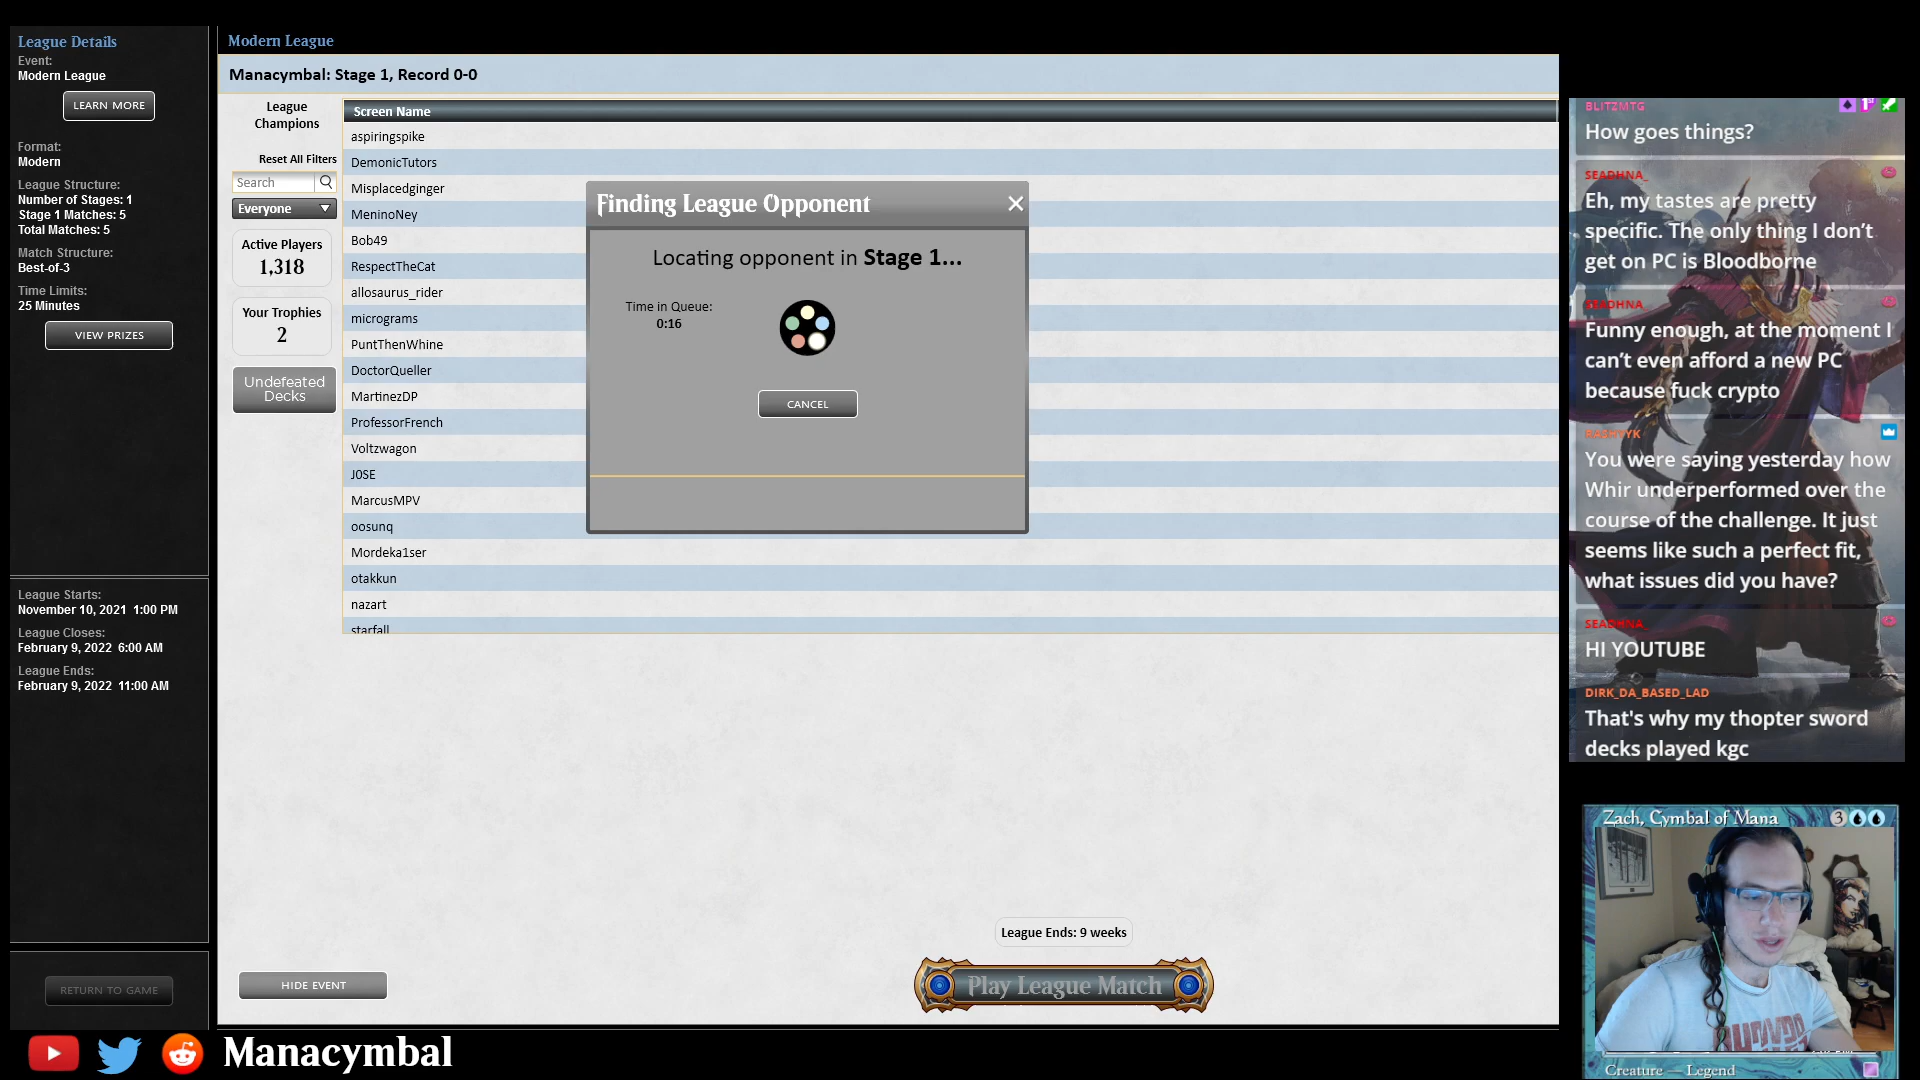 League Details
Event:
Modern League
LEARN MORE
Format:
Modern
League Structure:
Number of Stages: 1
Stage 1 Matches: 5
Total Matches: 5
Match Structure:
Best-of-3
Time Limits:
25 Minutes
VIEW PRIZES
League Starts:
November 10, 2021 1:00 PM
League Closes:
February 9, 2022 6:00 AM
League Ends:
February 9, 2022 11:00 AM
RETURN TO GAME
Modern League
Manacymbal: Stage 1, Record 0-0
League
Champions
Reset All Filters
Search
Everyone
Active Players
1,318
Your Trophies
2
Undefeated
Decks
Screen Name
aspiringspike
DemonicTutors
Misplacedginger
MeninoNey
Bob49
RespectTheCat
allosaurus_rider
micrograms
PuntThenWhine
DoctorQueller
MartinezDP
ProfessorFrench
Voltzwagon
J0SE
MarcusMPV
oosunq
Mordeka1ser
otakkun
nazart
starfall
Finding League Opponent
Locating opponent in Stage 1...
Time in Queue:
0:16
CANCEL
League Ends: 9 weeks
HIDE EVENT
Play League Match
BLITZMTG
How goes things?
SEADHNA_
Eh, my tastes are pretty
specific. The only thing I don't
get on PC is Bloodborne
SEADHNA_
Funny enough, at the moment I
can't even afford a new PC
because fuck crypto
You were saying yesterday how
Whir underperformed over the
course of the challenge. It just
seems like such a perfect fit,
what issues did you have?
SEADHNA_
HI YOUTUBE
DIRK_DA_BASED_LAD
That's why my thopter sword
decks played kgc
Zach, Cymbal of Mana
3
Creature — Legend
Manacymbal